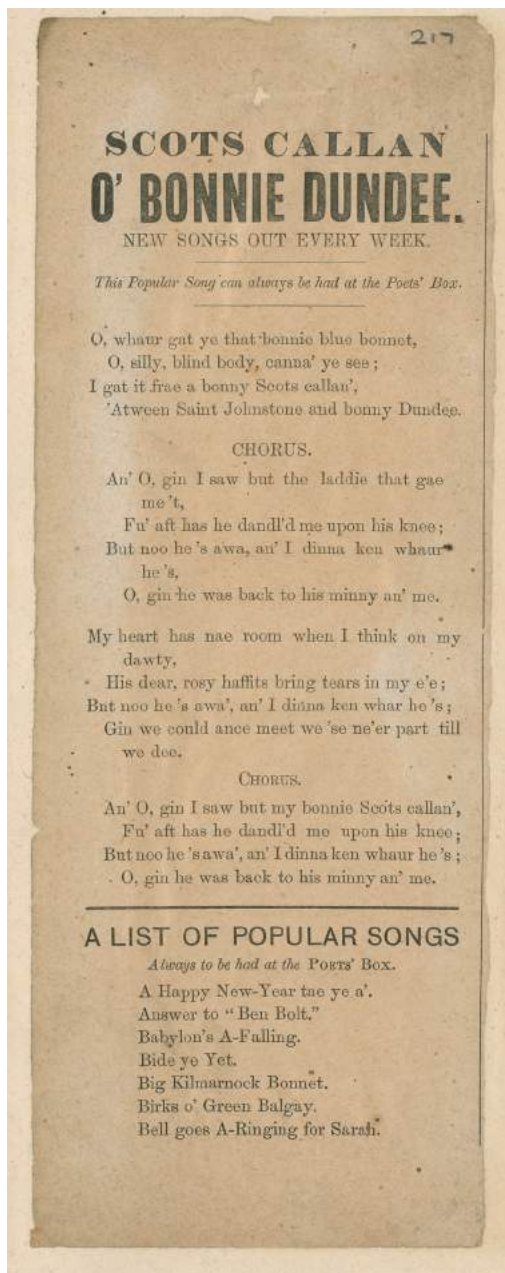 217
SCOTS CALLAN
O' BONNIE DUNDEE.
NEW SONGS OUT EVERY WEEK.
This Popular Song can always be had at the Poets' Box.
O, whaur gat ye that bonnie blue bonnet,
O, silly, blind body, canna' ye see;
I gat it frae a bonny Scots callan',
'Atween Saint Johnstone and bonny Dundee.
CHORUS.
An' O, gin I saw but the laddie that gae
me 't,
Fu' aft has he dandl'd me upon his knee;
But noo he 's awa, an' I dinna ken whaur
he 's,
O, gin he was back to his minny an' me.
My heart has nae room when I think on my
dawty,
His dear, rosy haffits bring tears in my e'e;
But noo he 's awa', an' I dinna ken whar he 's;
Gin we could ance meet we 'se ne'er part till
we dee.
CHORUS.
An' O, gin I saw but my bonnie Scots callan',
Fu' aft has he dandl'd me upon his knee;
But noo he 's awa', an' I dinna ken whaur he 's;
O, gin he was back to his minny an' me.
A LIST OF POPULAR SONGS
Always to be had at the POETS' BOX.
A Happy New-Year tae ye a'.
Answer to "Ben Bolt."
Babylon's A-Falling.
Bide ye Yet.
Big Kilmarnock Bonnet.
Birks o' Green Balgay.
Bell goes A-Ringing for Sarah.